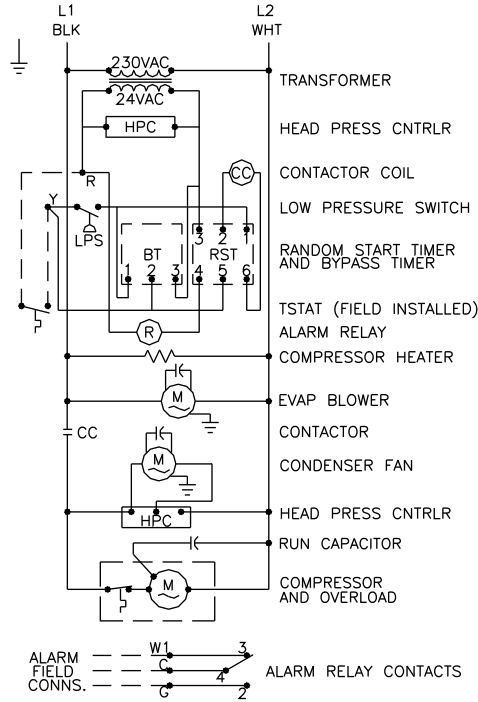 L1 L2
BLK WHT
230VAC
24VAC
TRANSFORMER
HPC
HEAD PRESS CNTRLR
R
CC
CONTACTOR COIL
Y
LPS
LOW PRESSURE SWITCH
3 2 1
BT RST
1 2 3 4 5 6
RANDOM START TIMER
AND BYPASS TIMER
TSTAT (FIELD INSTALLED)
R
ALARM RELAY
COMPRESSOR HEATER
M
EVAP BLOWER
CC
CONTACTOR
M
CONDENSER FAN
HPC
HEAD PRESS CNTRLR
RUN CAPACITOR
M
COMPRESSOR
AND OVERLOAD
ALARM
FIELD
CONNS.
W1 3
C 4
G 2
ALARM RELAY CONTACTS